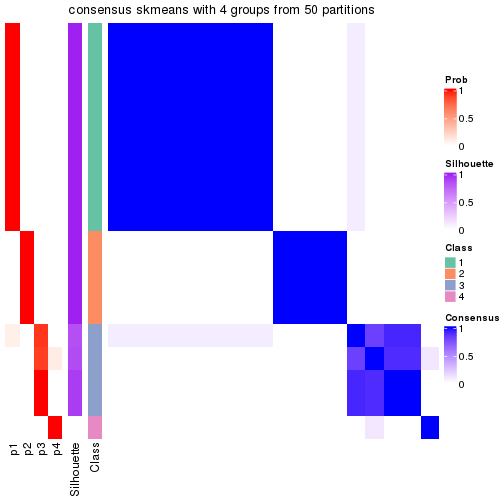 consensus skmeans with 4 groups from 50 partitions
Prob
1
0.5
0
Silhouette
1
0.5
0
Class
1
2
3
4
Consensus
1
0.5
0
p1
p2
p3
p4
Silhouette
Class